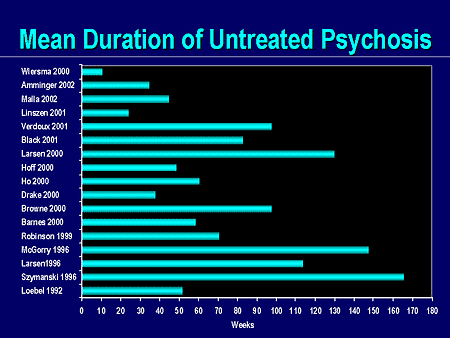 Mean Duration of Untreated Psychosis
Wiersma 2000
Amminger 2002
Malla 2002
Linszen 2001
Verdoux 2001
Black 2001
Larsen 2000
Hoff 2000
Ho 2000
Drake 2000
Browne 2000
Barnes 2000
Robinson 1999
McGorry 1996
Larsen1996
Szymanski 1996
Loebel 1992
0 10 20 30 40 50 60 70 80 90 100 110 120 130 140 150 160 170 180
Weeks